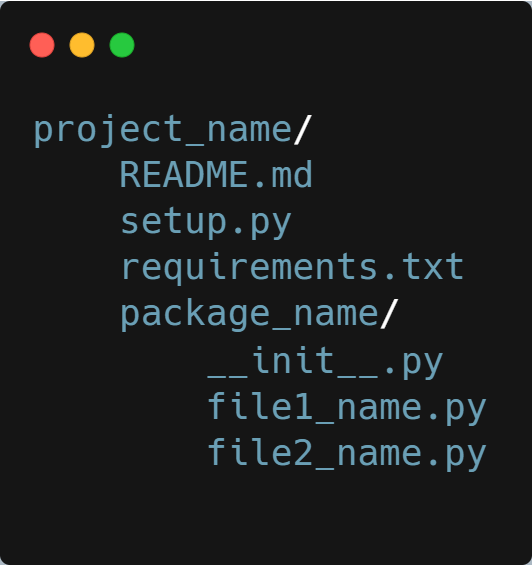 project_name/
    README.md
    setup.py
    requirements.txt
    package_name/
        __init__.py
        file1_name.py
        file2_name.py